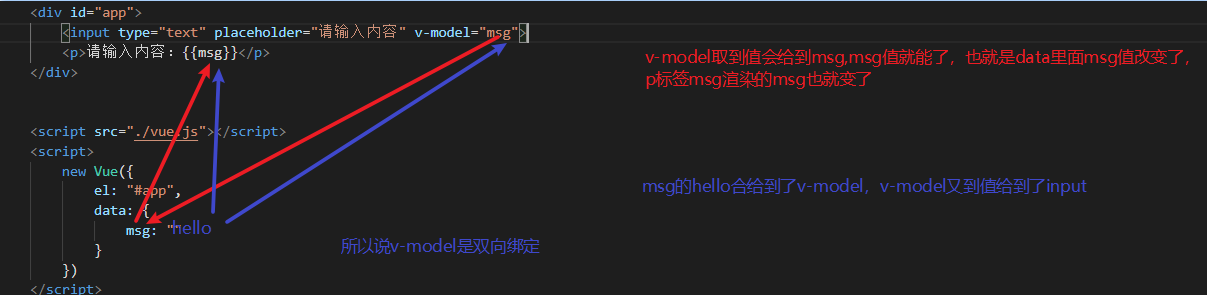 <div id="app">
<input type="text" placeholder="请输入内容" v-model="msg">
<p>请输入内容：{{msg}}</p>
</div>
v-model取到值会给到msg,msg值就能了，也就是data里面msg值改变了，
p标签msg渲染的msg也就变了
<script src="./vue.js"></script>
<script>
new Vue({
el: "#app",
msg的hello合给到了v-model，v-model又到值给到了input
data: {
msg: ""
hello
}
所以说v-model是双向绑定
})
</script>